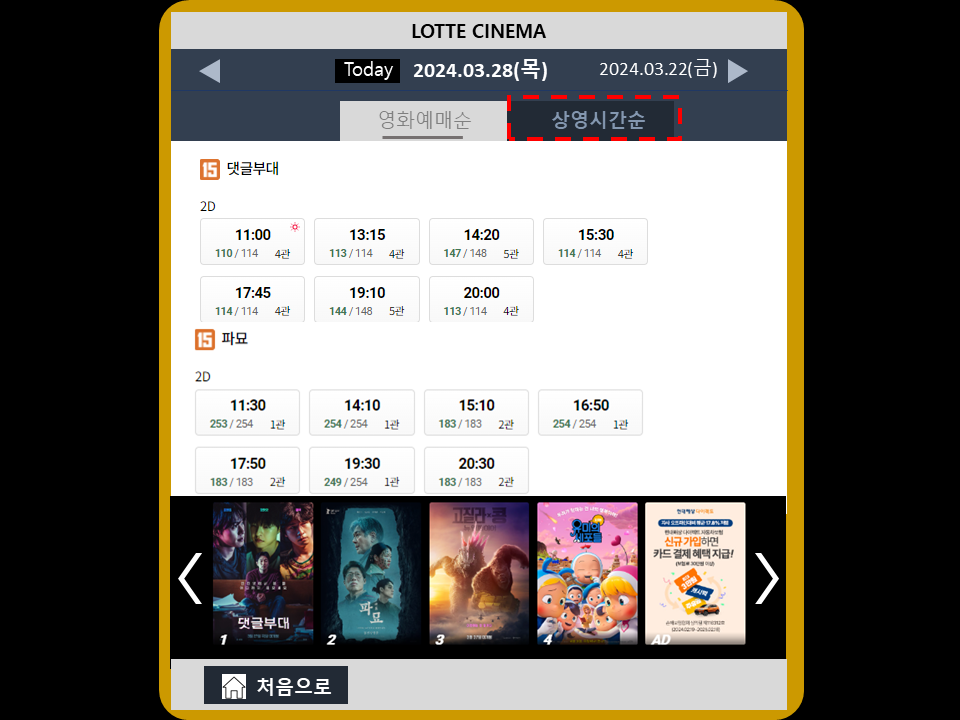 LOTTE CINEMA
Today 2024.03.28(목) 2024.03.22(금)
영화예매순 상영시간순
15 댓글부대
2D
11:00 13:15 14:20 15:30
110 / 114 4관 113 / 114 4관 147 / 148 5관 114 / 114 4관
17:45 19:10 20:00
114 / 114 4관 144 / 148 5관 113 / 114 4관
15 파묘
2D
11:30 14:10 15:10 16:50
253 / 254 1관 254 / 254 1관 183 / 183 2관 254 / 254 1관
17:50 19:30 20:30
183 / 183 2관 249 / 254 1관 183 / 183 2관
댓글부대
1
파묘
2
고질라×콩
3
유미의 세포들
4
신규 가입하면
카드 결제 혜택 지급!
AD
처음으로